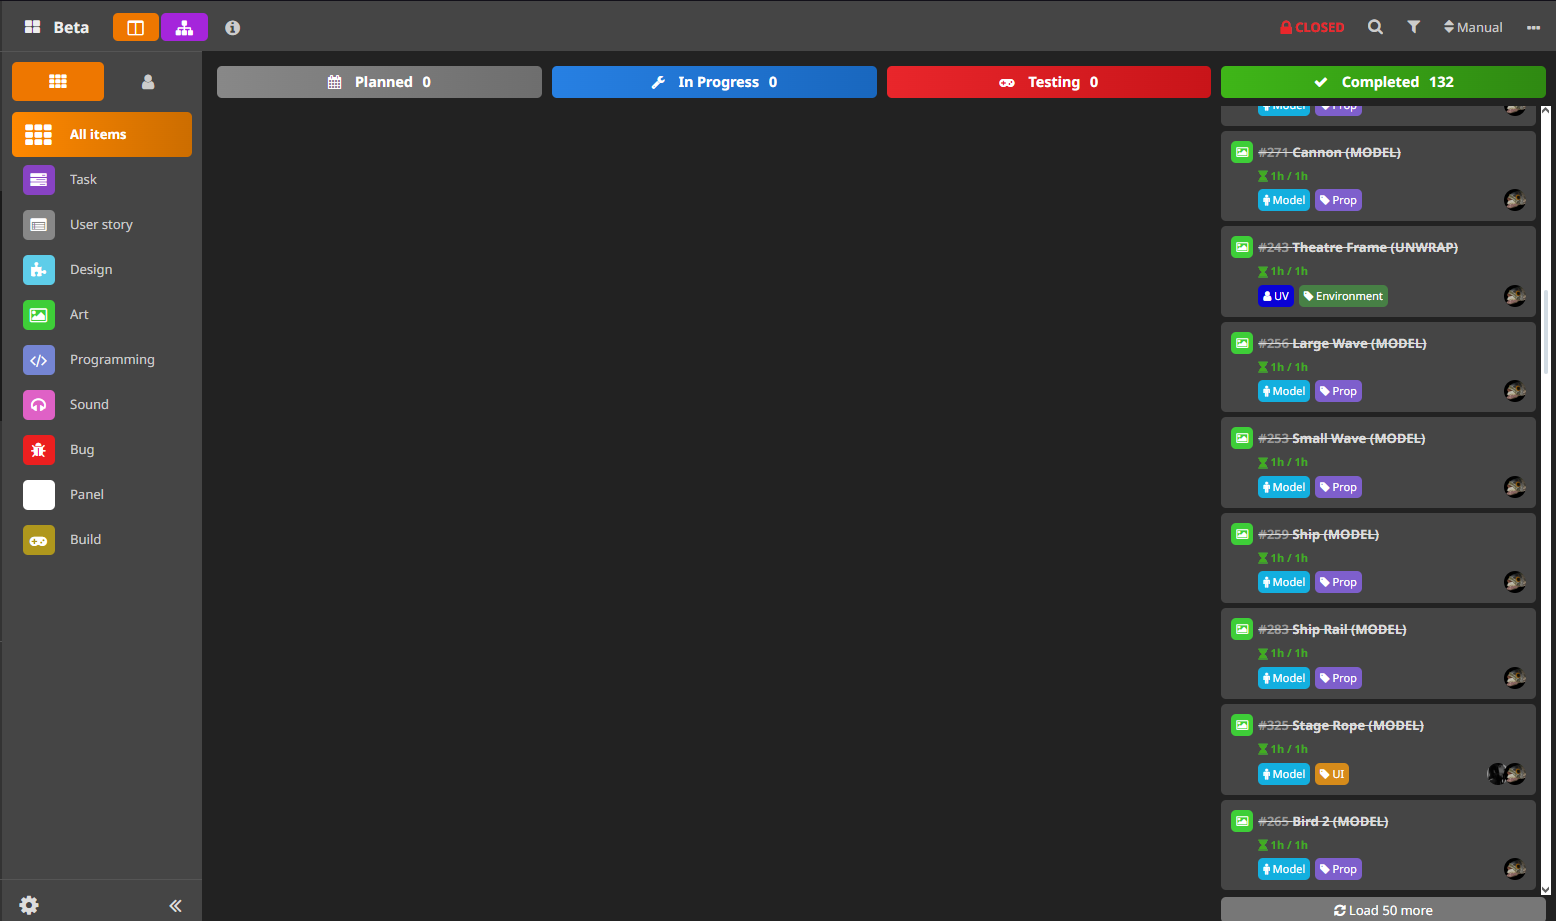 Beta
CLOSED
Manual
All items
Task
User story
Design
Art
Programming
Sound
Bug
Panel
Build
Planned 0
In Progress 0
Testing 0
Completed 132
Model Prop
#271 Cannon (MODEL)
1h / 1h
Model Prop
#243 Theatre Frame (UNWRAP)
1h / 1h
UV Environment
#256 Large Wave (MODEL)
1h / 1h
Model Prop
#253 Small Wave (MODEL)
1h / 1h
Model Prop
#259 Ship (MODEL)
1h / 1h
Model Prop
#283 Ship Rail (MODEL)
1h / 1h
Model Prop
#325 Stage Rope (MODEL)
1h / 1h
Model UI
#265 Bird 2 (MODEL)
1h / 1h
Model Prop
Load 50 more